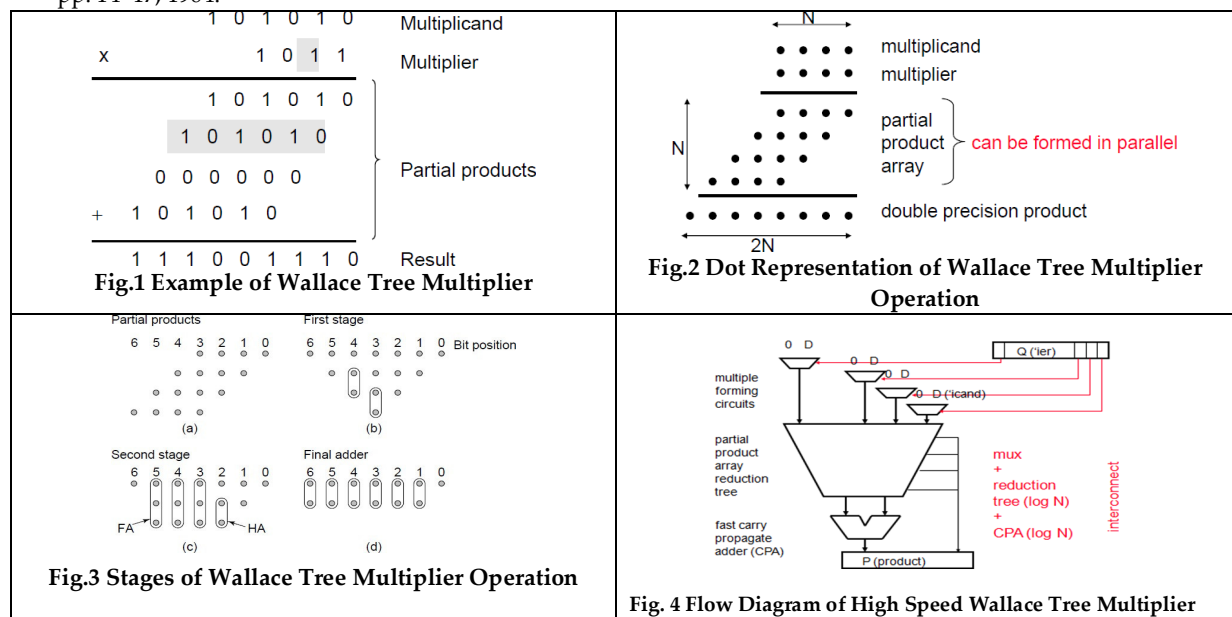 pp. 14–17, 1964.
1 0 1 0 1 0 Multiplicand
x 1 0 1 1 Multiplier
1 0 1 0 1 0
1 0 1 0 1 0
0 0 0 0 0 0 Partial products
+ 1 0 1 0 1 0
1 1 1 0 0 1 1 1 0 Result
Fig.1 Example of Wallace Tree Multiplier
N
multiplicand
multiplier
N
partial
product
array
can be formed in parallel
double precision product
2N
Fig.2 Dot Representation of Wallace Tree Multiplier
Operation
Partial products
6 5 4 3 2 1 0
(a)
First stage
6 5 4 3 2 1 0 Bit position
(b)
Second stage
6 5 4 3 2 1 0
FA
HA
(c)
Final adder
6 5 4 3 2 1 0
(d)
Fig.3 Stages of Wallace Tree Multiplier Operation
0 D
0 D
0 D
0 D ('icand)
Q ('ier)
multiple
forming
circuits
partial
product
array
reduction
tree
fast carry
propagate
adder (CPA)
P (product)
mux
+
reduction
tree (log N)
+
CPA (log N)
interconnect
Fig. 4 Flow Diagram of High Speed Wallace Tree Multiplier